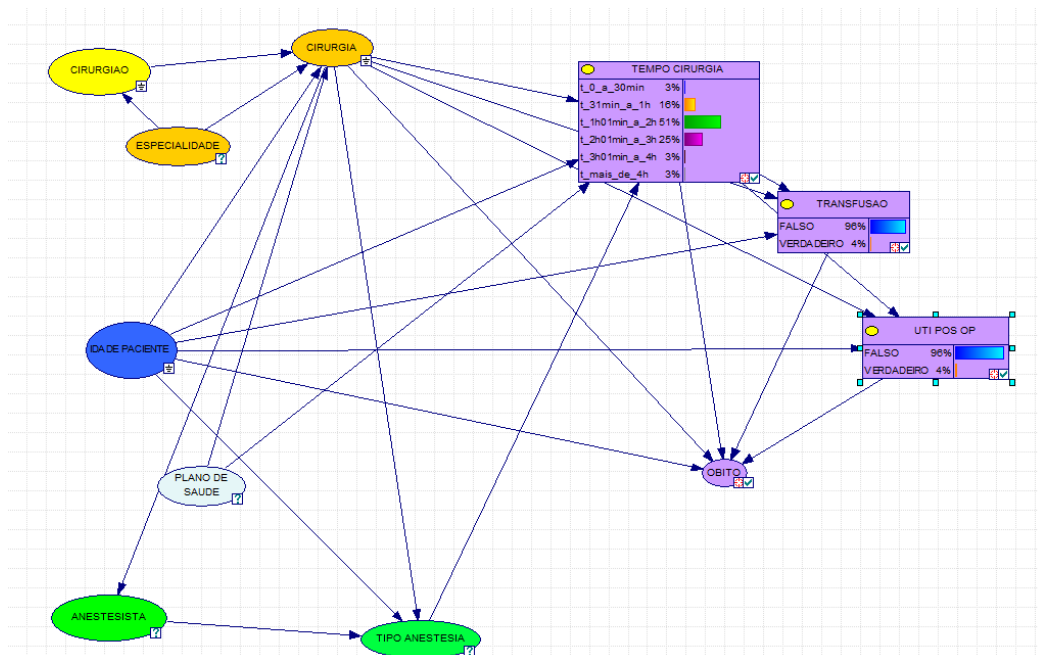 CIRURGIA
CIRURGIAO
ESPECIALIDADE
TEMPO CIRURGIA
t_0_a_30min 3%
t_31min_a_1h 16%
t_1h01min_a_2h 51%
t_2h01min_a_3h 25%
t_3h01min_a_4h 3%
t_mais_de_4h 3%
TRANSFUSAO
FALSO 96%
VERDADEIRO 4%
UTI POS OP
FALSO 96%
VERDADEIRO 4%
IDADE PACIENTE
PLANO DE
SAUDE
OBITO
ANESTESISTA
TIPO ANESTESIA